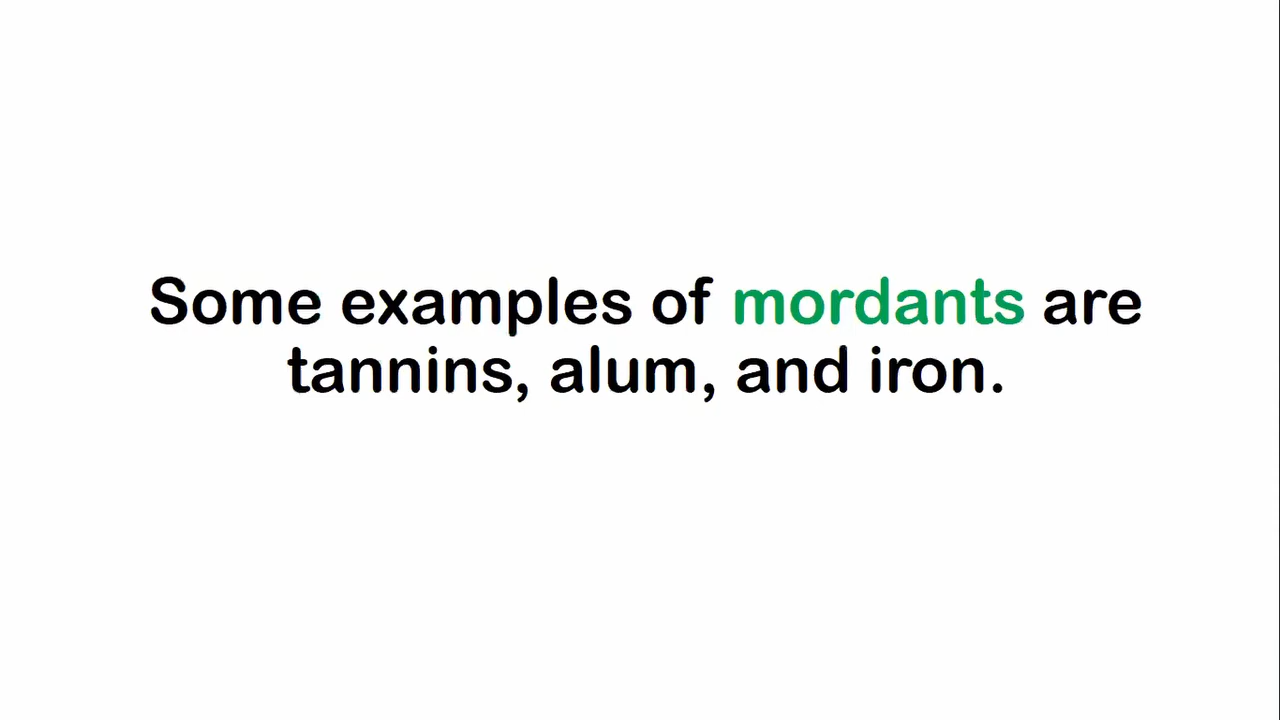 Some examples of mordants are
tannins, alum, and iron.